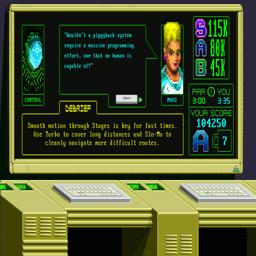 "Wouldn't a piggyback system
require a massive programming
effort, one that no human is
capable of?"
S 115K
A 80K
B 45K
CONTROL
MAGS
PAR YOU
3:00 3:35
YOUR SCORE
104250
A 7
DEBRIEF
Smooth motion through Stages is key for fast times.
Use Turbo to cover long distances and Slo-Mo to
cleanly navigate more difficult routes.